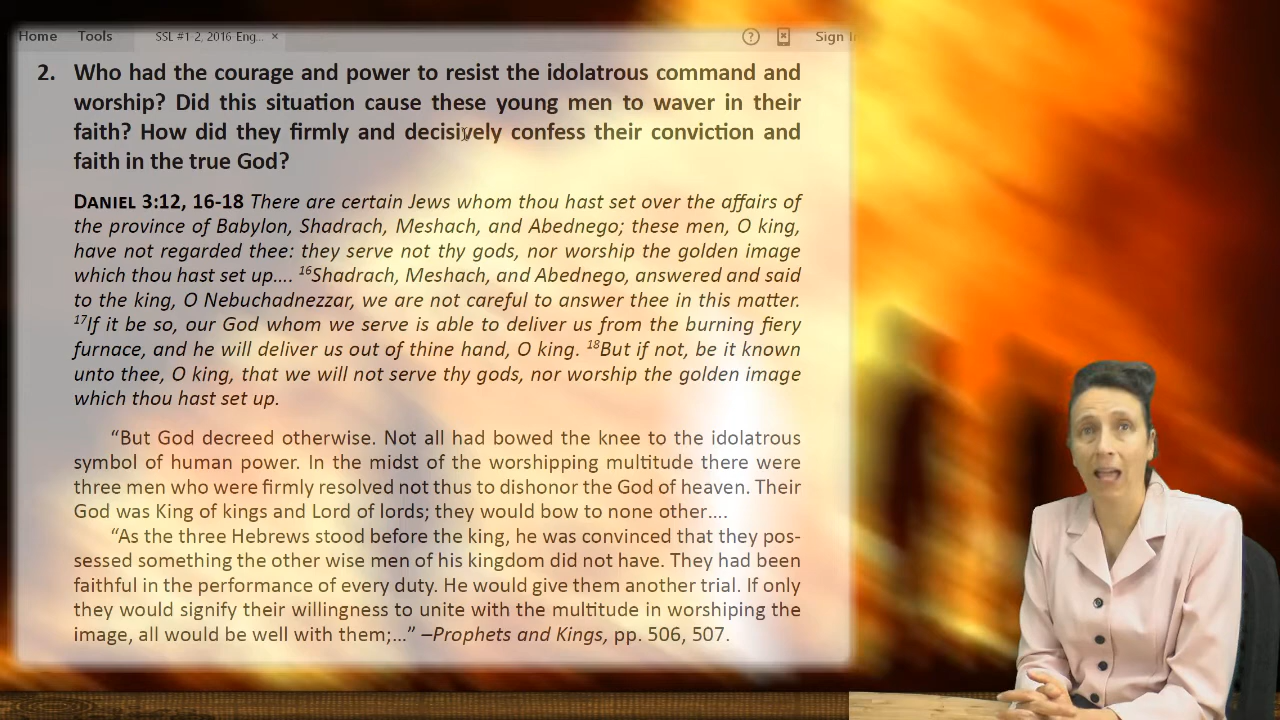 Home Tools SSL #1 2, 2016 Eng... × ? Sign I
2. Who had the courage and power to resist the idolatrous command and
worship? Did this situation cause these young men to waver in their
faith? How did they firmly and decisively confess their conviction and
faith in the true God?
DANIEL 3:12, 16-18 There are certain Jews whom thou hast set over the affairs of
the province of Babylon, Shadrach, Meshach, and Abednego; these men, O king,
have not regarded thee: they serve not thy gods, nor worship the golden image
which thou hast set up.... 16Shadrach, Meshach, and Abednego, answered and said
to the king, O Nebuchadnezzar, we are not careful to answer thee in this matter.
17If it be so, our God whom we serve is able to deliver us from the burning fiery
furnace, and he will deliver us out of thine hand, O king. 18But if not, be it known
unto thee, O king, that we will not serve thy gods, nor worship the golden image
which thou hast set up.
“But God decreed otherwise. Not all had bowed the knee to the idolatrous
symbol of human power. In the midst of the worshipping multitude there were
three men who were firmly resolved not thus to dishonor the God of heaven. Their
God was King of kings and Lord of lords; they would bow to none other....
“As the three Hebrews stood before the king, he was convinced that they pos-
sessed something the other wise men of his kingdom did not have. They had been
faithful in the performance of every duty. He would give them another trial. If only
they would signify their willingness to unite with the multitude in worshiping the
image, all would be well with them;...” –Prophets and Kings, pp. 506, 507.